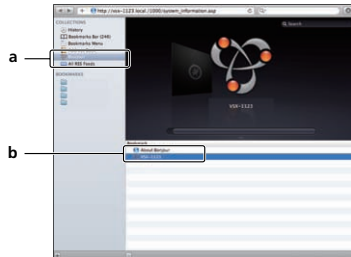 http://vsx-1123.local.:1000/system_information.asp
Search
COLLECTIONS
History
Bookmarks Bar (246)
Bookmarks Menu
All RSS Feeds
BOOKMARKS
a
VSX-1123
Bookmark
b
About Bonjour
VSX-1123